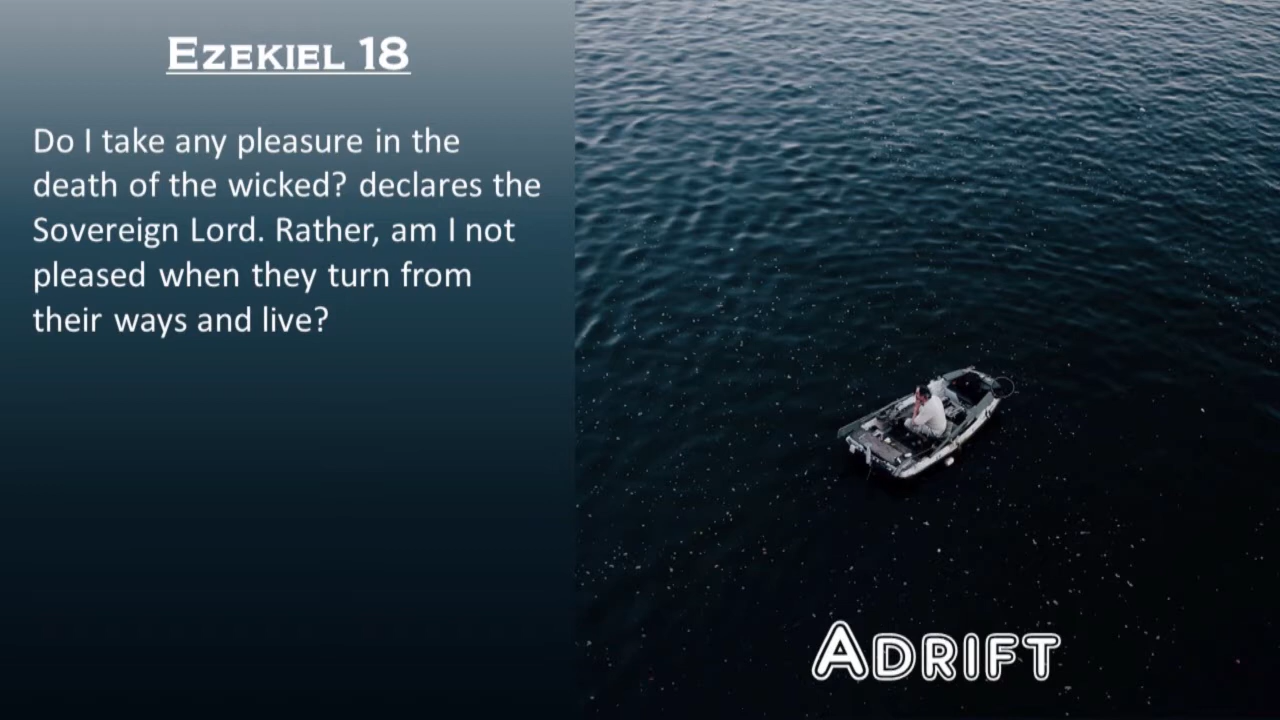 Ezekiel 18
Do I take any pleasure in the
death of the wicked? declares the
Sovereign Lord. Rather, am I not
pleased when they turn from
their ways and live?
Adrift